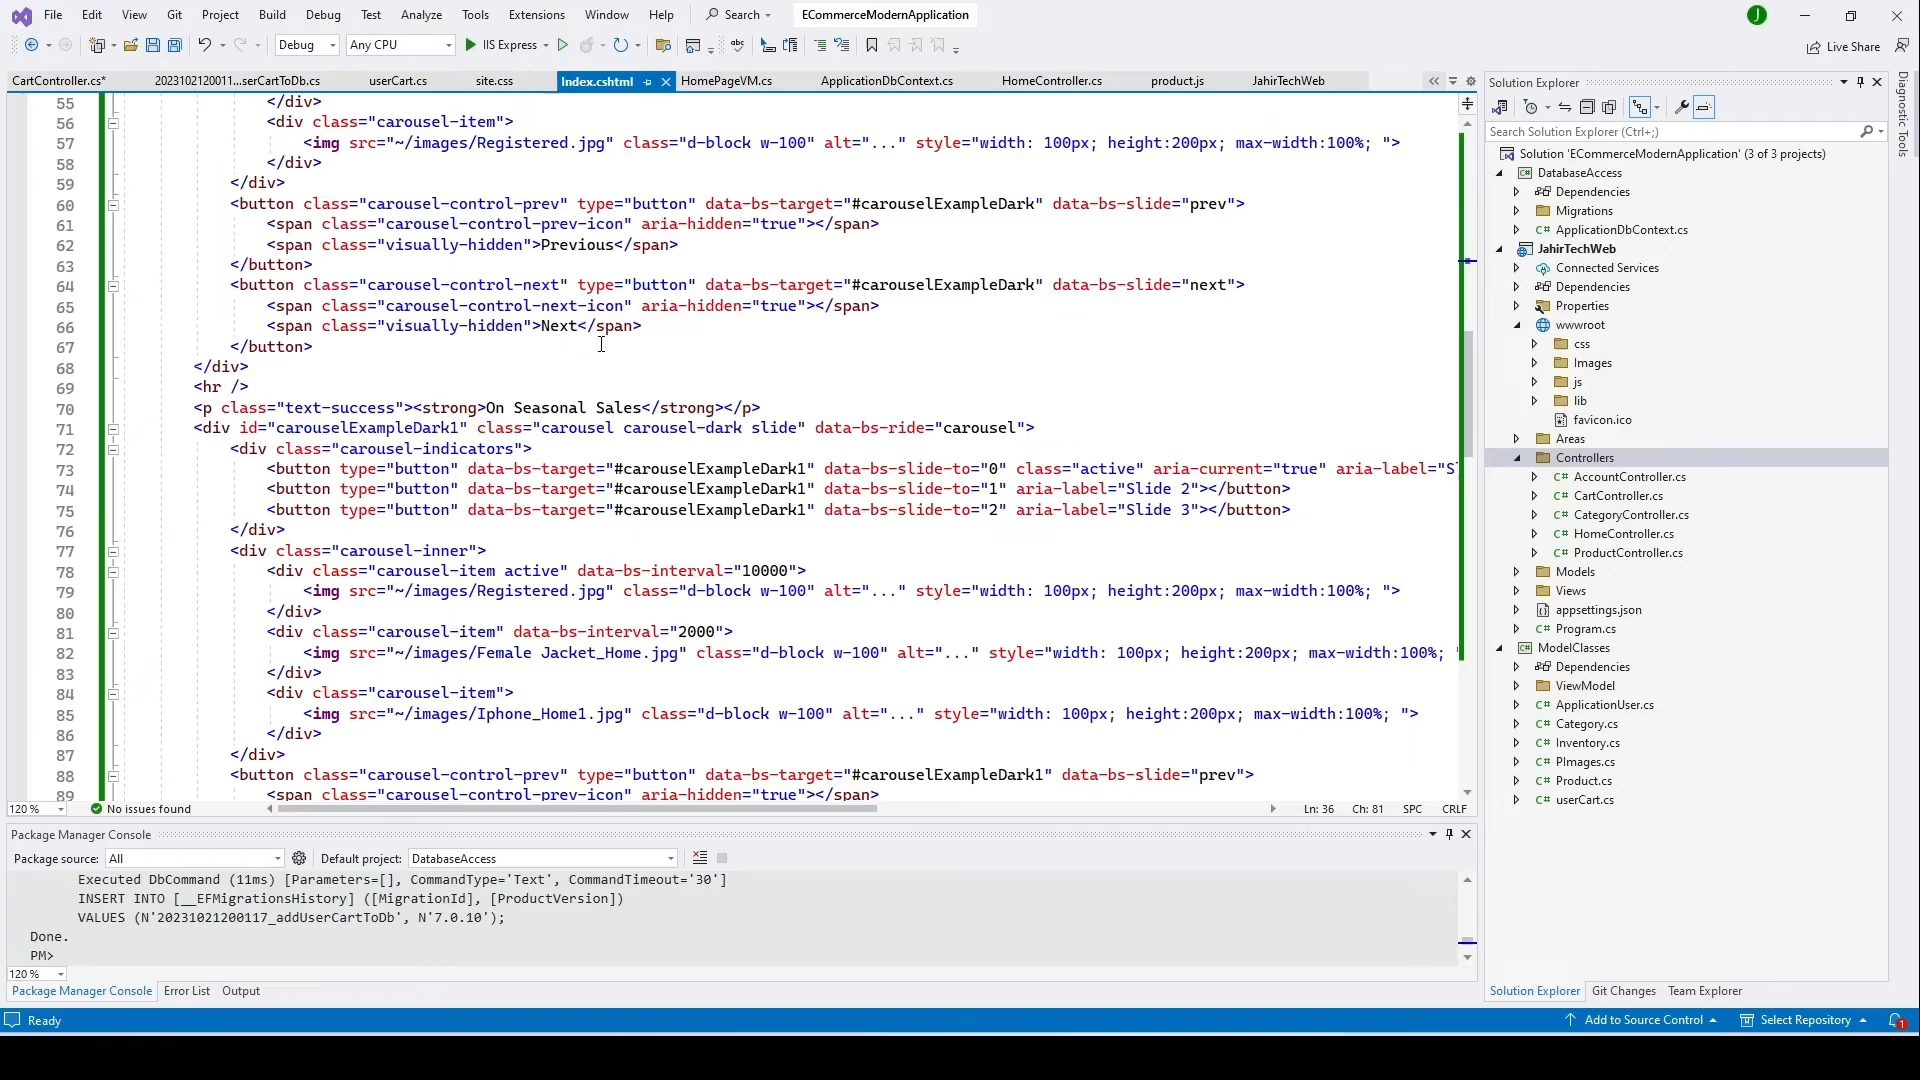 File Edit View Git Project Build Debug Test Analyze Tools Extensions Window Help Search ECommerceModernApplication J
Debug Any CPU IIS Express Live Share
CartController.cs* 2023102120011...serCartToDb.cs userCart.cs site.css Index.cshtml HomePageVM.cs ApplicationDbContext.cs HomeController.cs product.js JahirTechWeb
55 </div>
56 <div class="carousel-item">
57 <img src="~/images/Registered.jpg" class="d-block w-100" alt="..." style="width: 100px; height:200px; max-width:100%; ">
58 </div>
59 </div>
60 <button class="carousel-control-prev" type="button" data-bs-target="#carouselExampleDark" data-bs-slide="prev">
61 <span class="carousel-control-prev-icon" aria-hidden="true"></span>
62 <span class="visually-hidden">Previous</span>
63 </button>
64 <button class="carousel-control-next" type="button" data-bs-target="#carouselExampleDark" data-bs-slide="next">
65 <span class="carousel-control-next-icon" aria-hidden="true"></span>
66 <span class="visually-hidden">Next</span>
67 </button>
68 </div>
69 <hr />
70 <p class="text-success"><strong>On Seasonal Sales</strong></p>
71 <div id="carouselExampleDark1" class="carousel carousel-dark slide" data-bs-ride="carousel">
72 <div class="carousel-indicators">
73 <button type="button" data-bs-target="#carouselExampleDark1" data-bs-slide-to="0" class="active" aria-current="true" aria-label="S
74 <button type="button" data-bs-target="#carouselExampleDark1" data-bs-slide-to="1" aria-label="Slide 2"></button>
75 <button type="button" data-bs-target="#carouselExampleDark1" data-bs-slide-to="2" aria-label="Slide 3"></button>
76 </div>
77 <div class="carousel-inner">
78 <div class="carousel-item active" data-bs-interval="10000">
79 <img src="~/images/Registered.jpg" class="d-block w-100" alt="..." style="width: 100px; height:200px; max-width:100%; ">
80 </div>
81 <div class="carousel-item" data-bs-interval="2000">
82 <img src="~/images/Female Jacket_Home.jpg" class="d-block w-100" alt="..." style="width: 100px; height:200px; max-width:100%;
83 </div>
84 <div class="carousel-item">
85 <img src="~/images/Iphone_Home1.jpg" class="d-block w-100" alt="..." style="width: 100px; height:200px; max-width:100%; ">
86 </div>
87 </div>
88 <button class="carousel-control-prev" type="button" data-bs-target="#carouselExampleDark1" data-bs-slide="prev">
89 <span class="carousel-control-prev-icon" aria-hidden="true"></span>
120 % No issues found Ln: 36 Ch: 81 SPC CRLF
Package Manager Console
Package source: All Default project: DatabaseAccess
Executed DbCommand (11ms) [Parameters=[], CommandType='Text', CommandTimeout='30']
INSERT INTO [__EFMigrationsHistory] ([MigrationId], [ProductVersion])
VALUES (N'20231021200117_addUserCartToDb', N'7.0.10');
Done.
PM>
120 %
Package Manager Console Error List Output
Solution Explorer
Search Solution Explorer (Ctrl+;)
Solution 'ECommerceModernApplication' (3 of 3 projects)
DatabaseAccess
Dependencies
Migrations
C# ApplicationDbContext.cs
JahirTechWeb
Connected Services
Dependencies
Properties
wwwroot
css
Images
js
lib
favicon.ico
Areas
Controllers
C# AccountController.cs
C# CartController.cs
C# CategoryController.cs
C# HomeController.cs
C# ProductController.cs
Models
Views
appsettings.json
C# Program.cs
ModelClasses
Dependencies
ViewModel
C# ApplicationUser.cs
C# Category.cs
C# Inventory.cs
C# PImages.cs
C# Product.cs
C# userCart.cs
Solution Explorer Git Changes Team Explorer
Diagnostic Tools
Ready Add to Source Control Select Repository 1